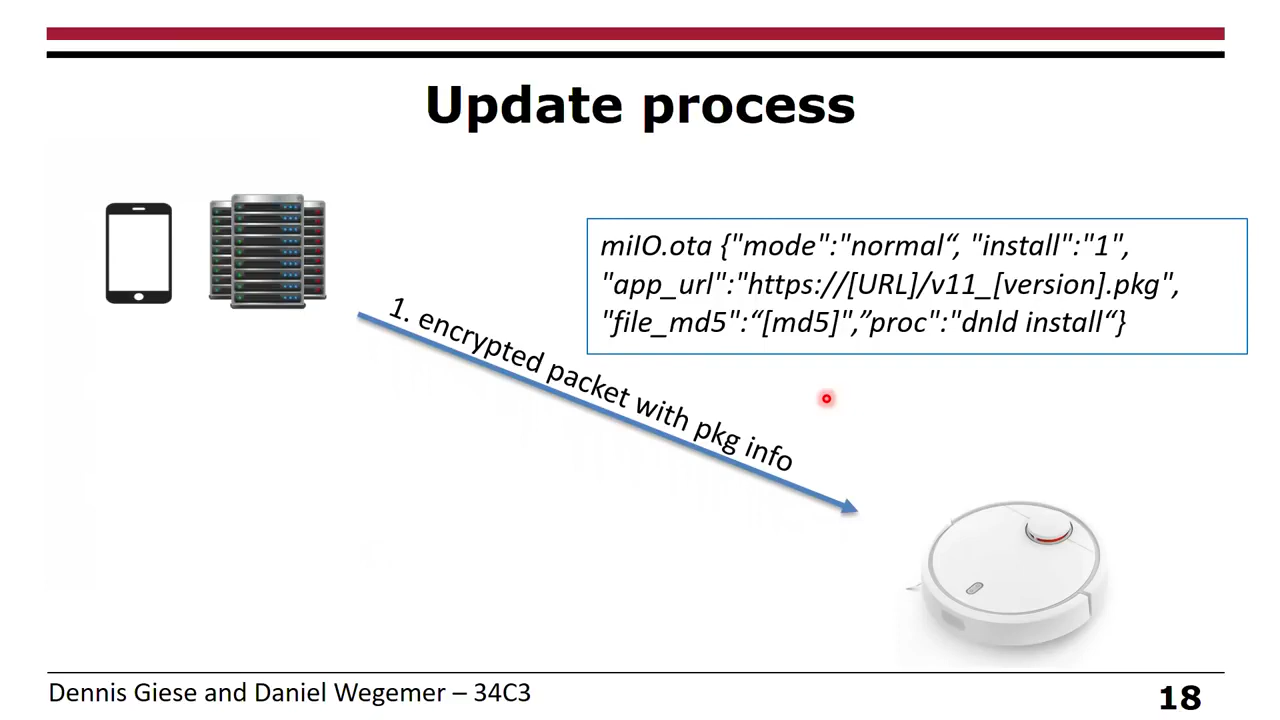 Update process
miIO.ota {"mode":"normal“, "install":"1",
"app_url":"https://[URL]/v11_[version].pkg",
"file_md5":“[md5]",”proc":"dnld install“}
1. encrypted packet with pkg info
Dennis Giese and Daniel Wegemer – 34C3
18